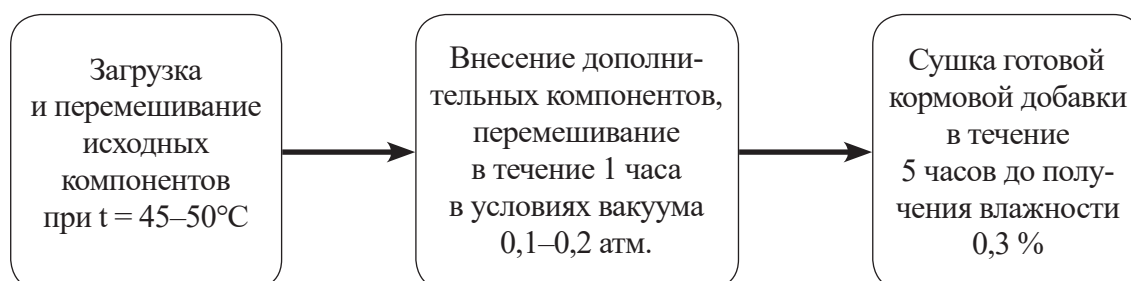 Загрузка
и перемешивание
исходных
компонентов
при t = 45–50°C
Внесение дополни-
тельных компонентов,
перемешивание
в течение 1 часа
в условиях вакуума
0,1–0,2 атм.
Сушка готовой
кормовой добавки
в течение
5 часов до полу-
чения влажности
0,3 %